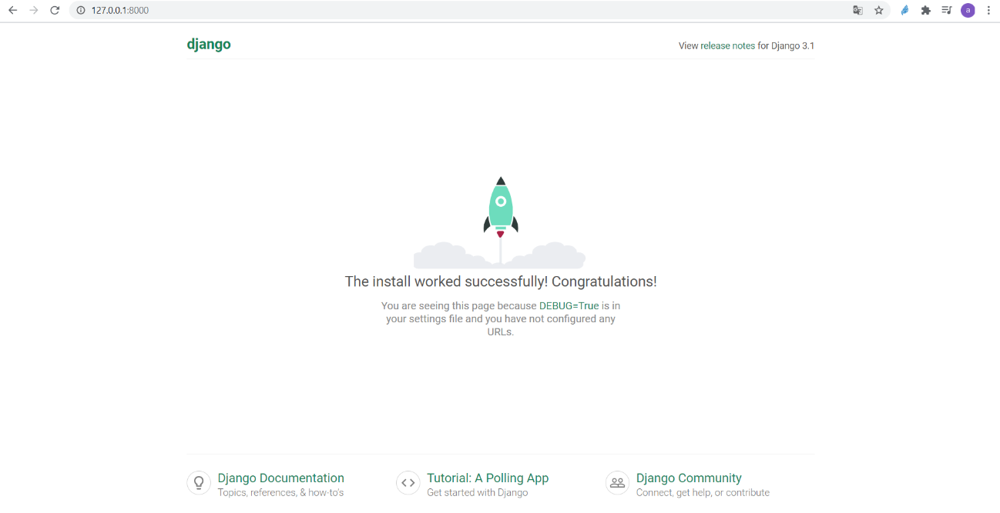 127.0.0.1:8000
a
django
View release notes for Django 3.1
The install worked successfully! Congratulations!
You are seeing this page because DEBUG=True is in
your settings file and you have not configured any
URLs.
Django Documentation
Topics, references, & how-to's
Tutorial: A Polling App
Get started with Django
Django Community
Connect, get help, or contribute